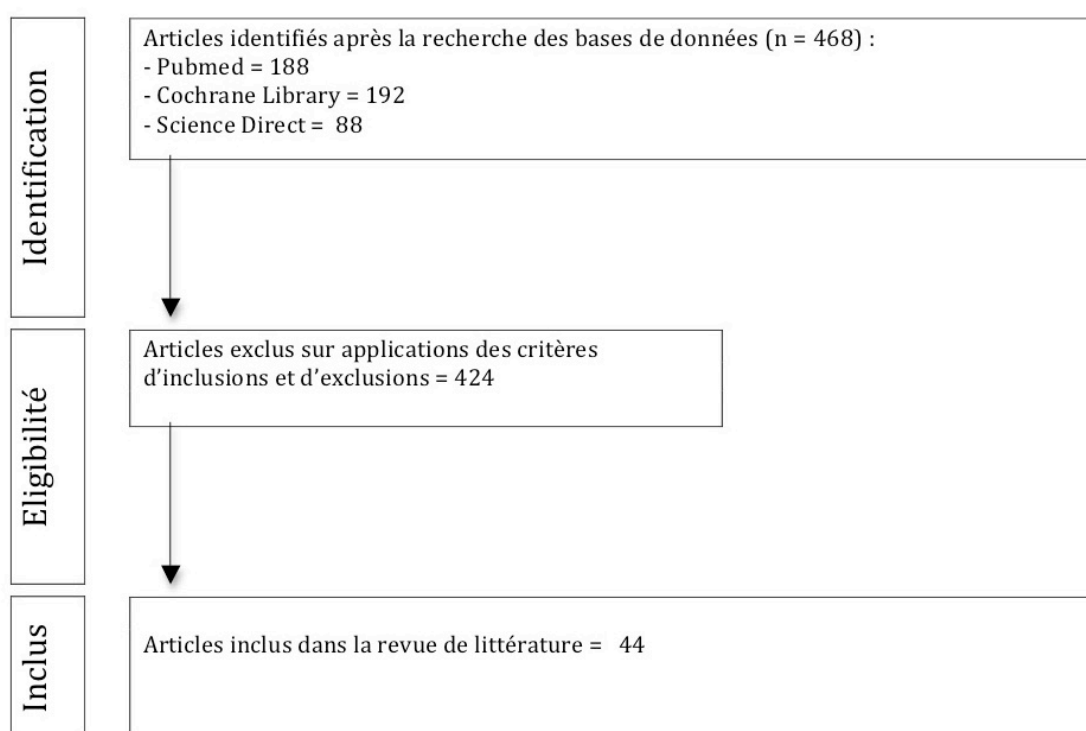 Identification
Articles identifiés après la recherche des bases de données (n = 468) :
- Pubmed = 188
- Cochrane Library = 192
- Science Direct =  88
Eligibilité
Articles exclus sur applications des critères
d'inclusions et d'exclusions = 424
Inclus
Articles inclus dans la revue de littérature =   44